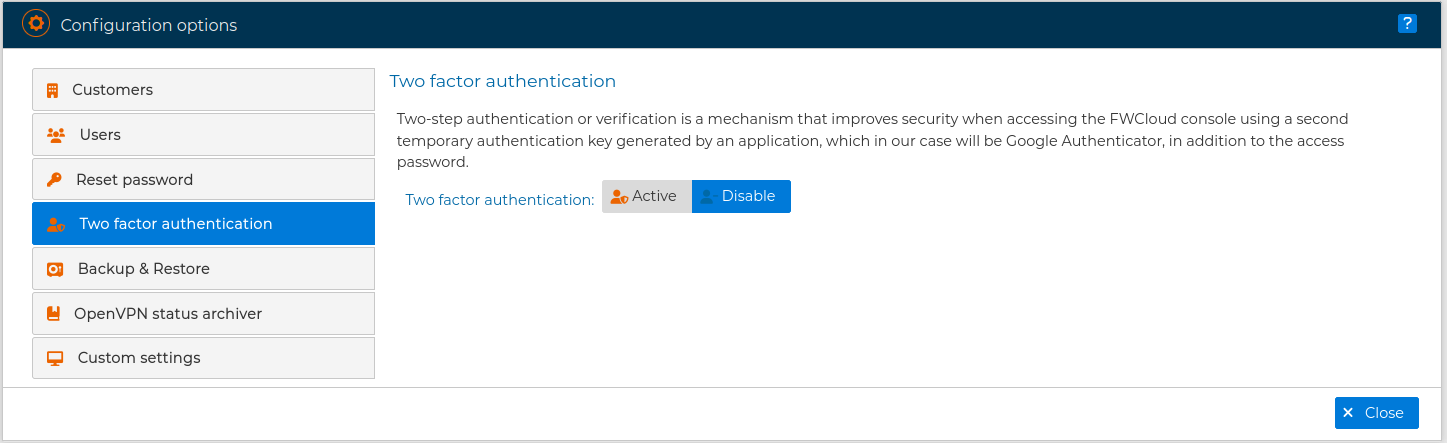 Configuration options
?
Customers
Users
Reset password
Two factor authentication
Backup & Restore
OpenVPN status archiver
Custom settings
Two factor authentication
Two-step authentication or verification is a mechanism that improves security when accessing the FWCloud console using a second
temporary authentication key generated by an application, which in our case will be Google Authenticator, in addition to the access
password.
Two factor authentication: Active Disable
Close